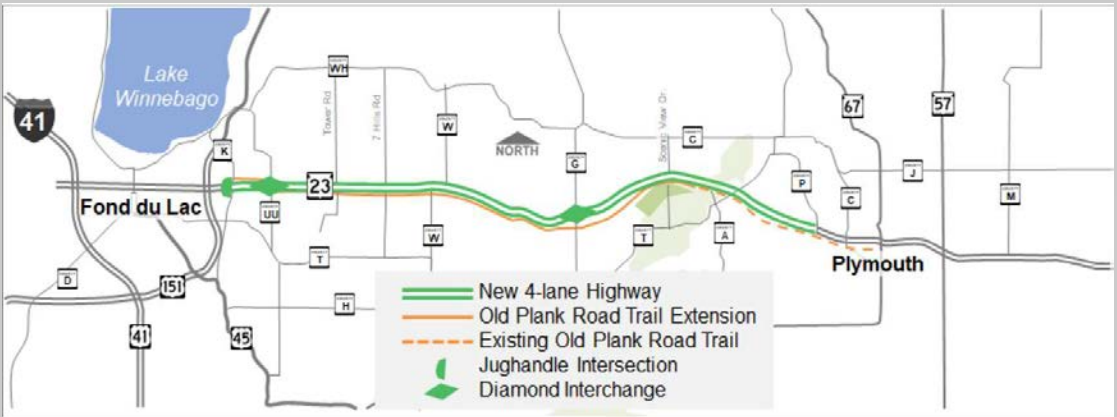 Lake
Winnebago
41
K
WH
Tower Rd
7 Hills Rd
W
NORTH
G
Scenic View Dr.
C
67
57
J
P
C
M
23
Fond du Lac
UU
W
T
A
T
D
151
H
41
45
Plymouth
New 4-lane Highway
Old Plank Road Trail Extension
Existing Old Plank Road Trail
Jughandle Intersection
Diamond Interchange